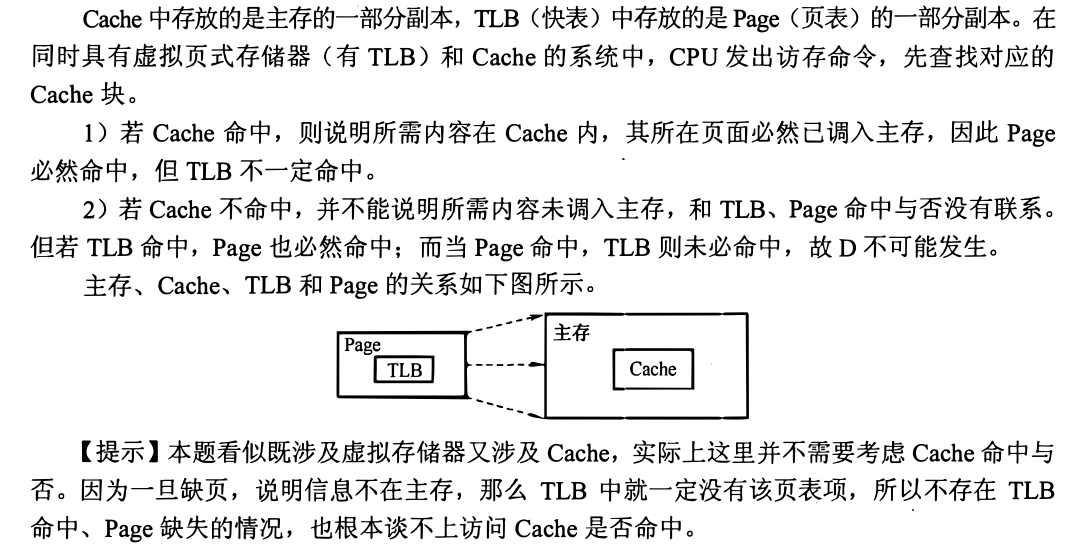 Cache 中存放的是主存的一部分副本，TLB（快表）中存放的是 Page（页表）的一部分副本。在
同时具有虚拟页式存储器（有 TLB）和 Cache 的系统中，CPU 发出访存命令，先查找对应的
Cache 块。
1）若 Cache 命中，则说明所需内容在 Cache 内，其所在页面必然已调入主存，因此 Page
必然命中，但 TLB 不一定命中。
2）若 Cache 不命中，并不能说明所需内容未调入主存，和 TLB、Page 命中与否没有联系。
但若 TLB 命中，Page 也必然命中；而当 Page 命中，TLB 则未必命中，故 D 不可能发生。
主存、Cache、TLB 和 Page 的关系如下图所示。
Page
TLB
主存
Cache
【提示】本题看似既涉及虚拟存储器又涉及 Cache，实际上这里并不需要考虑 Cache 命中与
否。因为一旦缺页，说明信息不在主存，那么 TLB 中就一定没有该页表项，所以不存在 TLB
命中、Page 缺失的情况，也根本谈不上访问 Cache 是否命中。